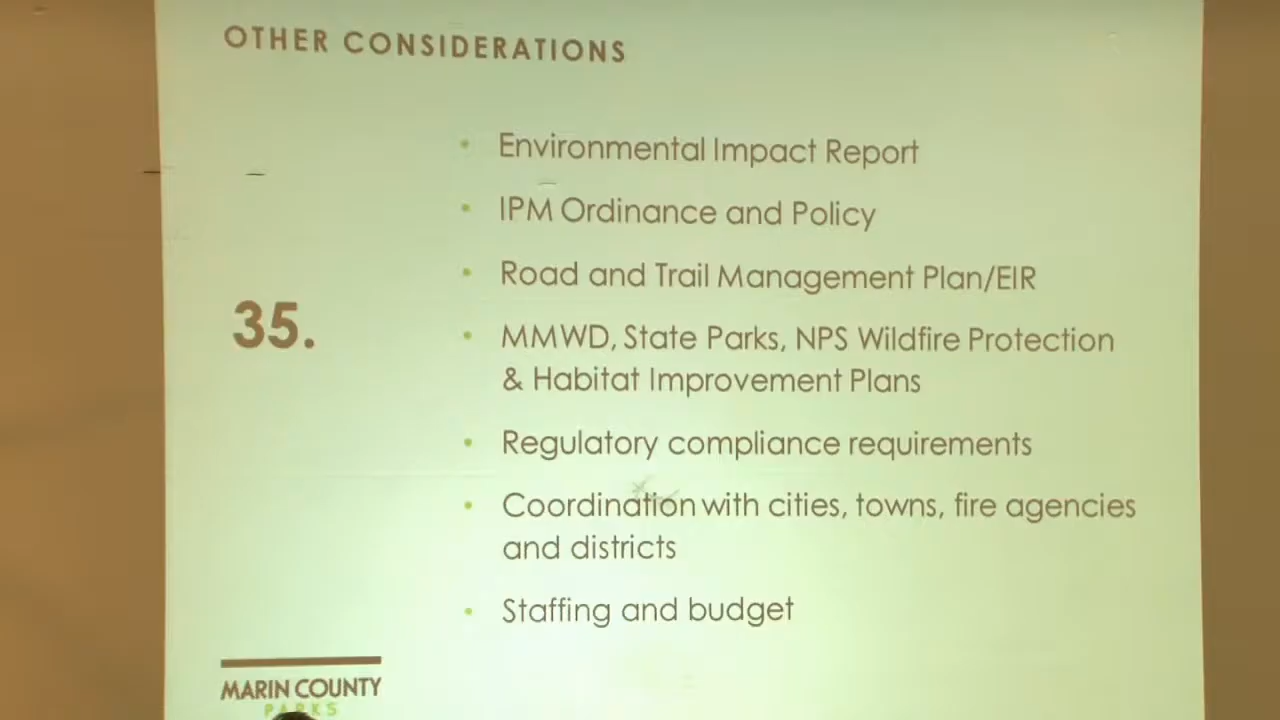 OTHER CONSIDERATIONS
• Environmental Impact Report
• IPM Ordinance and Policy
• Road and Trail Management Plan/EIR
35.
• MMWD, State Parks, NPS Wildfire Protection
& Habitat Improvement Plans
• Regulatory compliance requirements
• Coordination with cities, towns, fire agencies
and districts
• Staffing and budget
MARIN COUNTY
PARKS